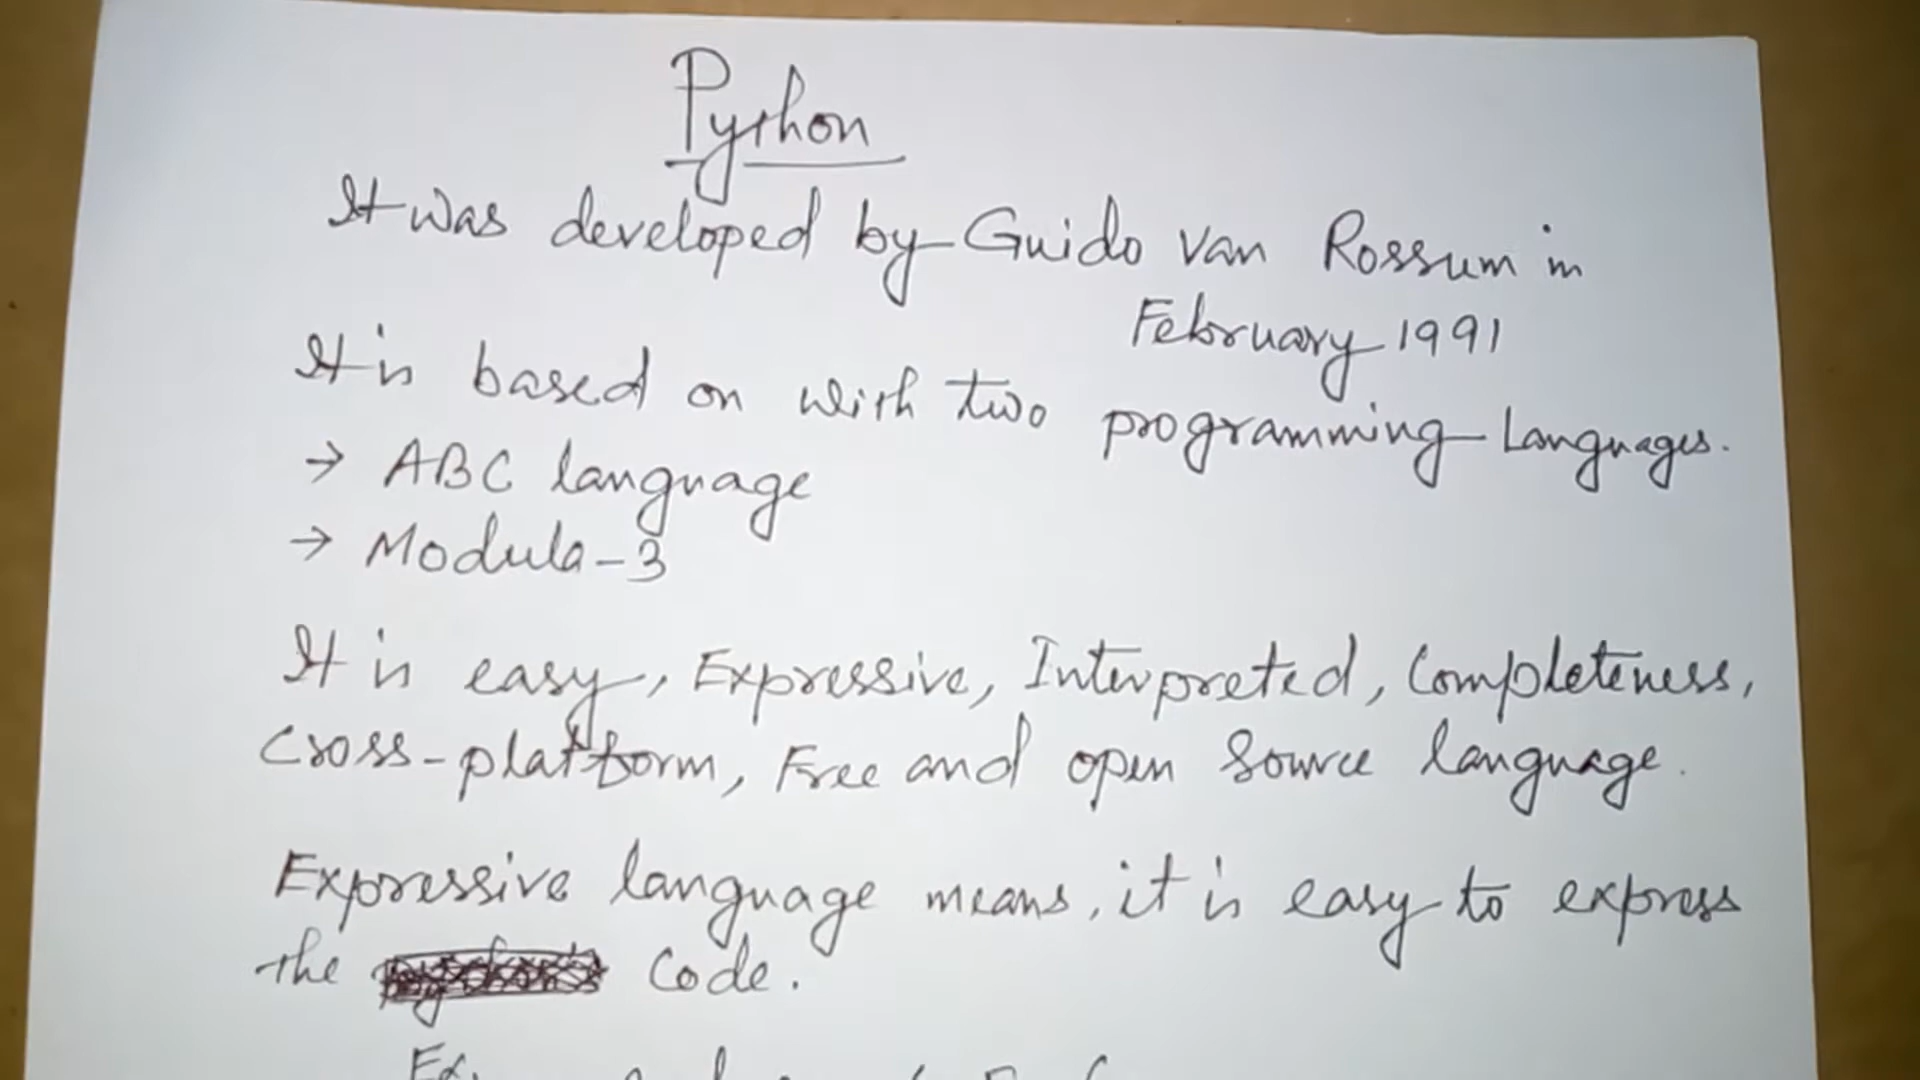 Python
It was developed by Guido van Rossum in
February 1991
It is based on with two programming Languages.
→ ABC language
→ Modula-3
It is easy, Expressive, Interpreted, Completeness,
Cross-platform, Free and open Source language.
Expressive language means, it is easy to express
the code.
Ex: